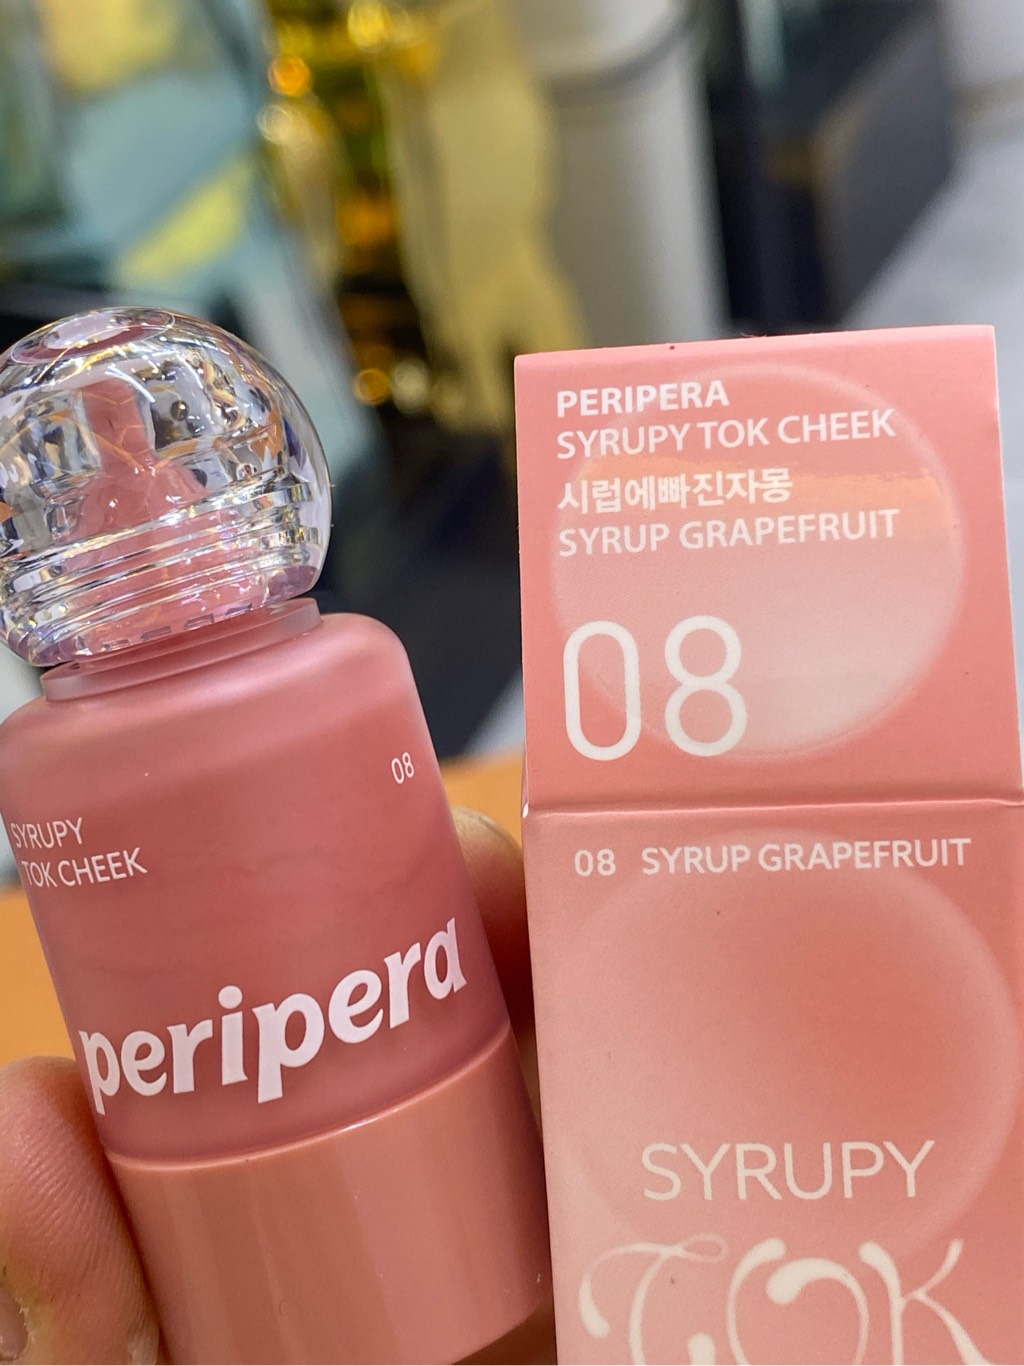 PERIPERA
SYRUPY TOK CHEEK
시럽에빠진자몽
SYRUP GRAPEFRUIT
08
08 SYRUP GRAPEFRUIT
SYRUPY
TOK
08
SYRUPY
TOK CHEEK
peripera